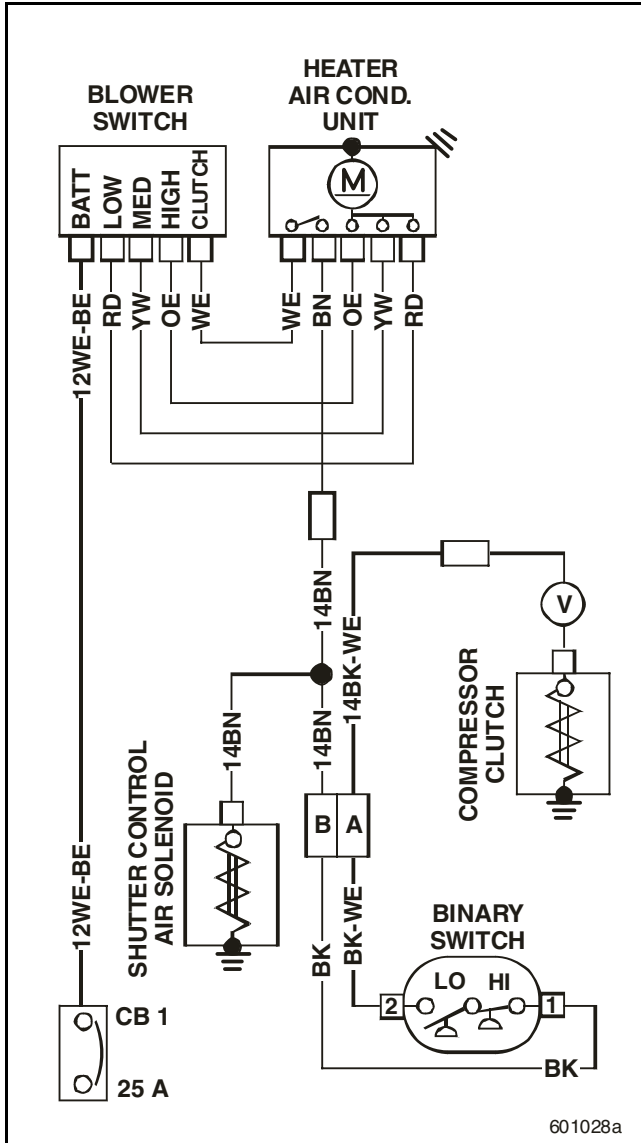 HEATER
AIR COND.
UNIT
BLOWER
SWITCH
BATT
LOW
MED
HIGH
CLUTCH
M
12WE-BE
RD
YW
OE
WE
WE
BN
OE
YW
RD
14BN
14BK-WE
V
COMPRESSOR
CLUTCH
14BN
14BN
SHUTTER CONTROL
AIR SOLENOID
B A
12WE-BE
BK
BK-WE
BINARY
SWITCH
LO HI
2
1
BK
CB 1
25 A
601028a